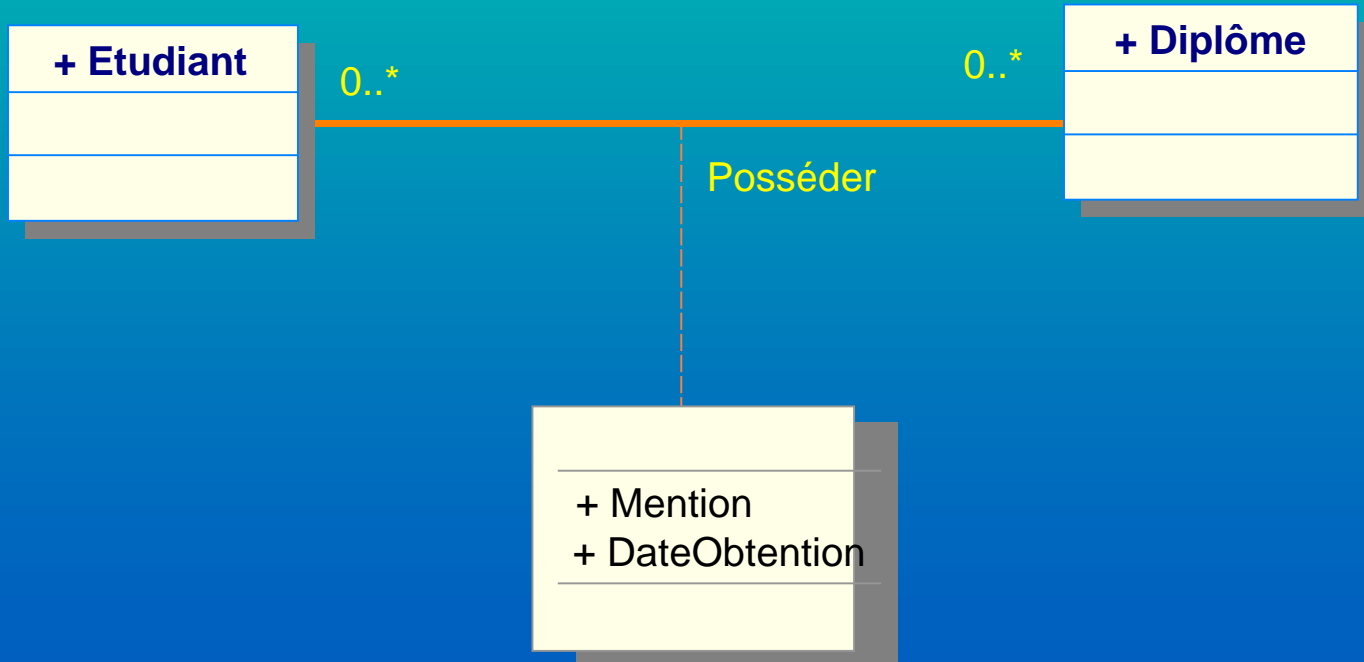 + Etudiant
+ Diplôme
0..*
0..*
Posséder
+ Mention
+ DateObtention